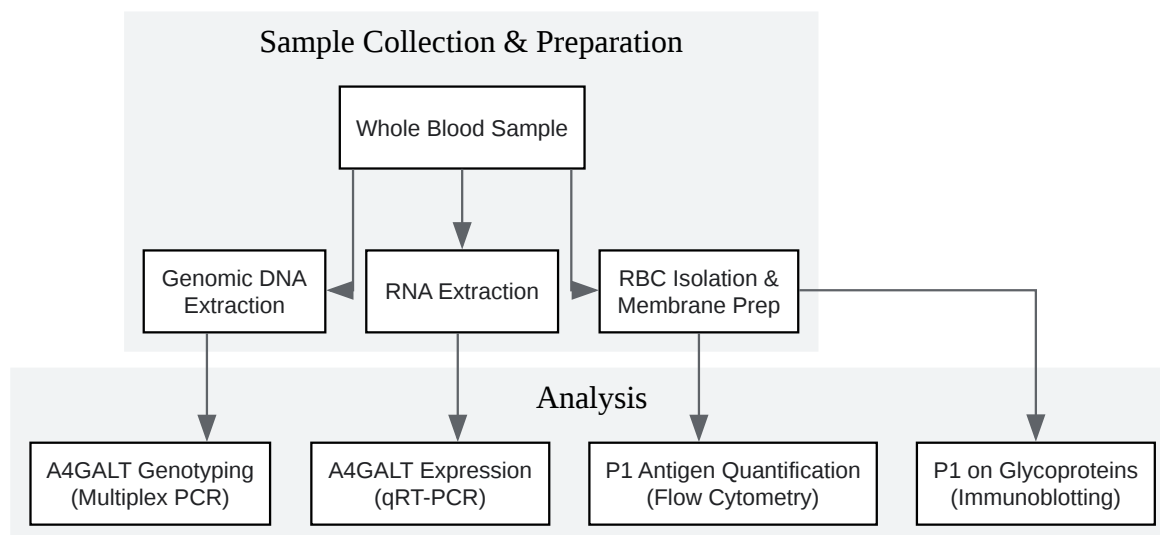 Sample Collection & Preparation
Whole Blood Sample
Genomic DNA
Extraction
RNA Extraction
RBC Isolation &
Membrane Prep
Analysis
A4GALT Genotyping
(Multiplex PCR)
A4GALT Expression
(qRT-PCR)
P1 Antigen Quantification
(Flow Cytometry)
P1 on Glycoproteins
(Immunoblotting)